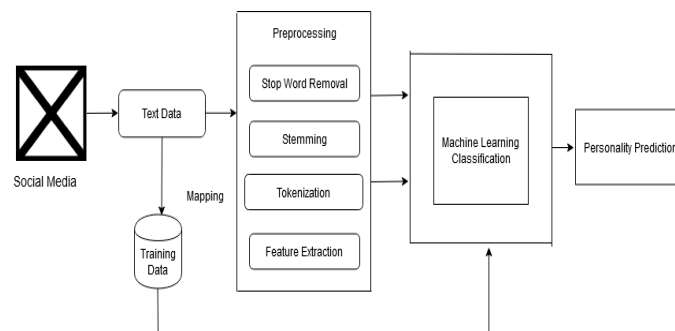 Preprocessing
Stop Word Removal
Text Data
Stemming
Machine Learning
Classification
Personality Prediction
Social Media
Mapping
Tokenization
Training
Data
Feature Extraction